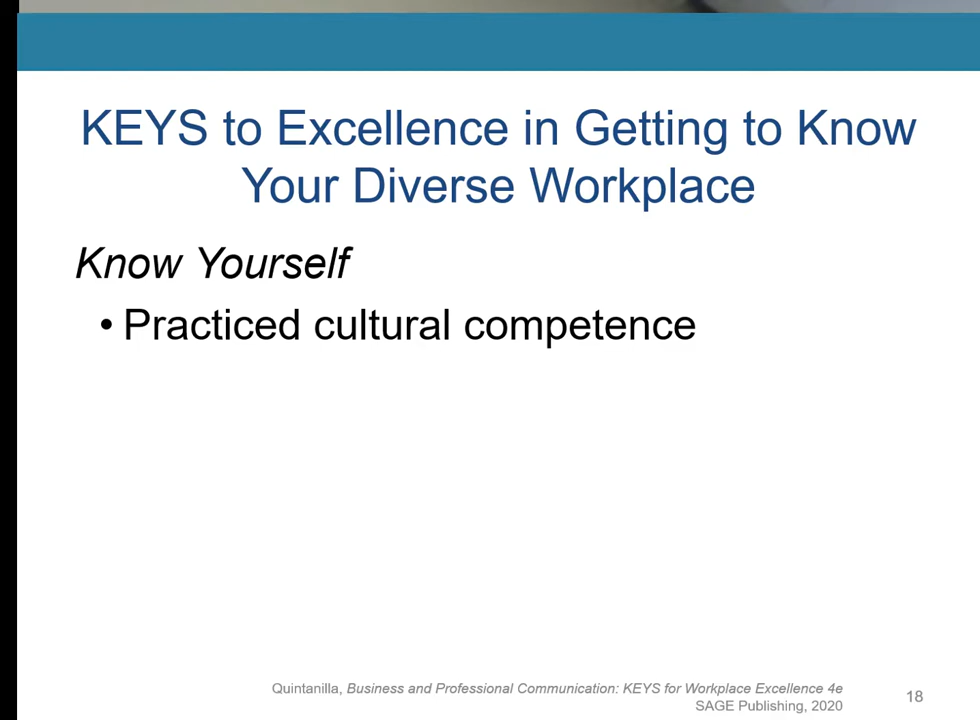 KEYS to Excellence in Getting to Know
Your Diverse Workplace
Know Yourself
• Practiced cultural competence
Quintanilla, Business and Professional Communication: KEYS for Workplace Excellence 4e
SAGE Publishing, 2020
18